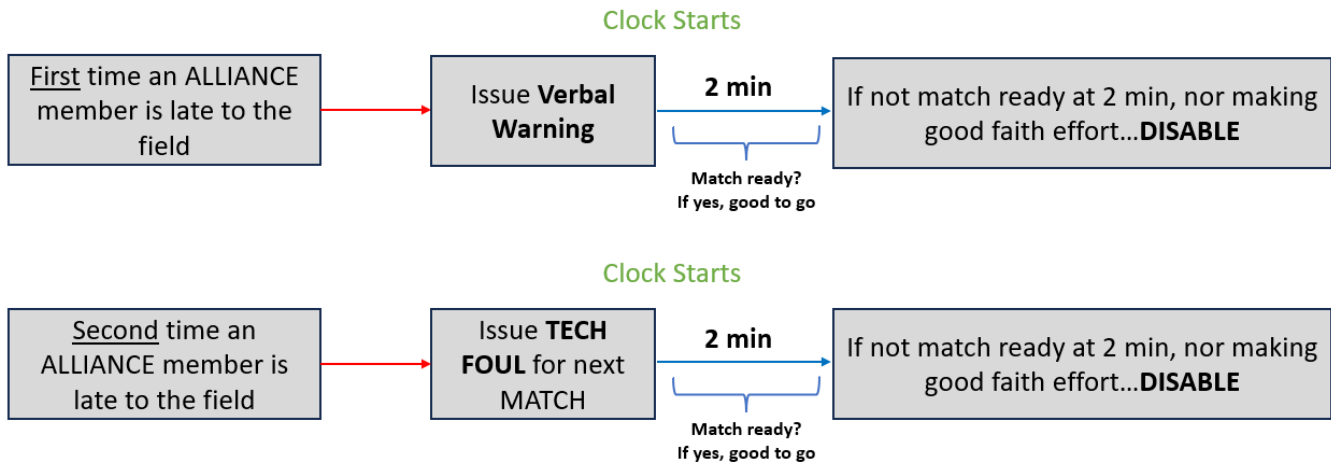 Clock Starts
First time an ALLIANCE
member is late to the
field
Issue Verbal
Warning
2 min
Match ready?
If yes, good to go
If not match ready at 2 min, nor making
good faith effort...DISABLE
Clock Starts
Second time an
ALLIANCE member is
late to the field
Issue TECH
FOUL for next
MATCH
2 min
Match ready?
If yes, good to go
If not match ready at 2 min, nor making
good faith effort...DISABLE